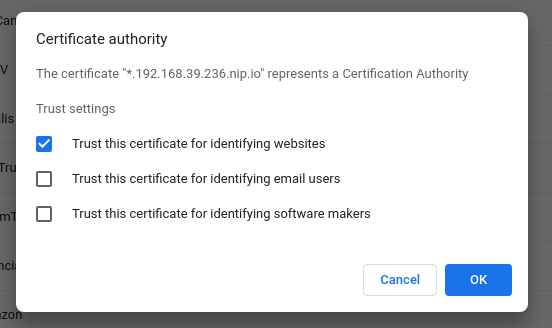 Certificate authority
The certificate "*.192.168.39.236.nip.io" represents a Certification Authority
Trust settings
Trust this certificate for identifying websites
Trust this certificate for identifying email users
Trust this certificate for identifying software makers
Cancel
OK